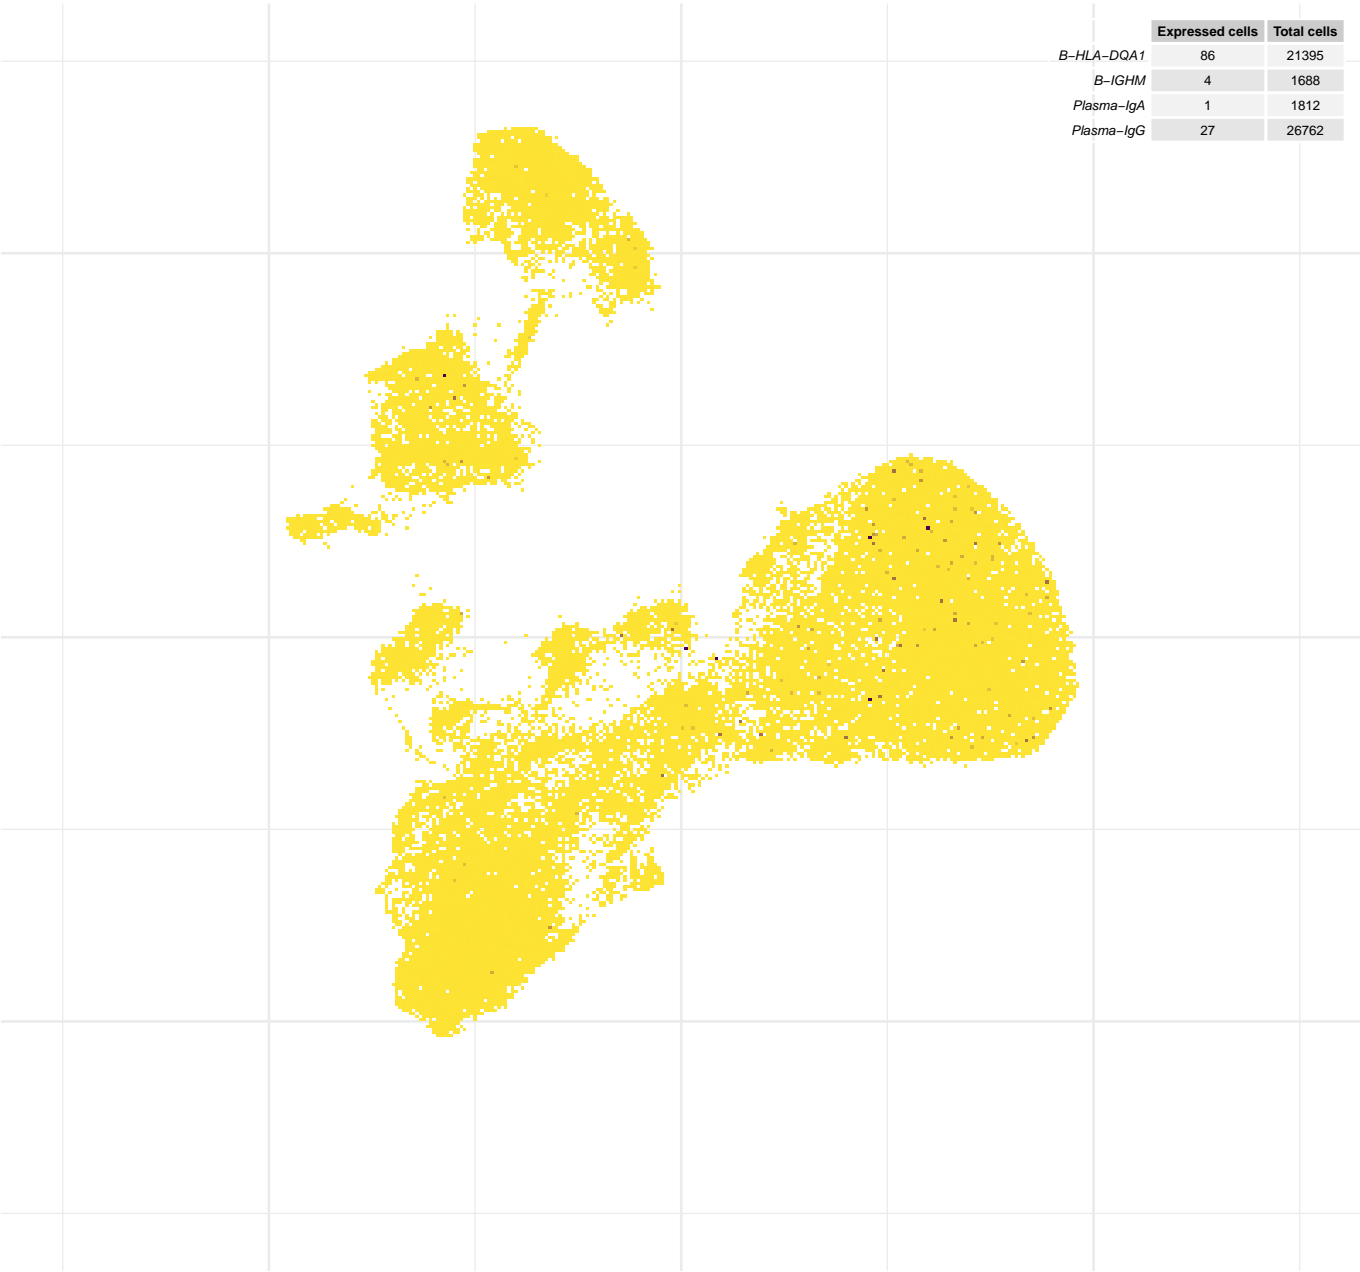 Expressed cells Total cells
B−HLA−DQA1 86 21395
B−IGHM 4 1688
Plasma−IgA 1 1812
Plasma−IgG 27 26762